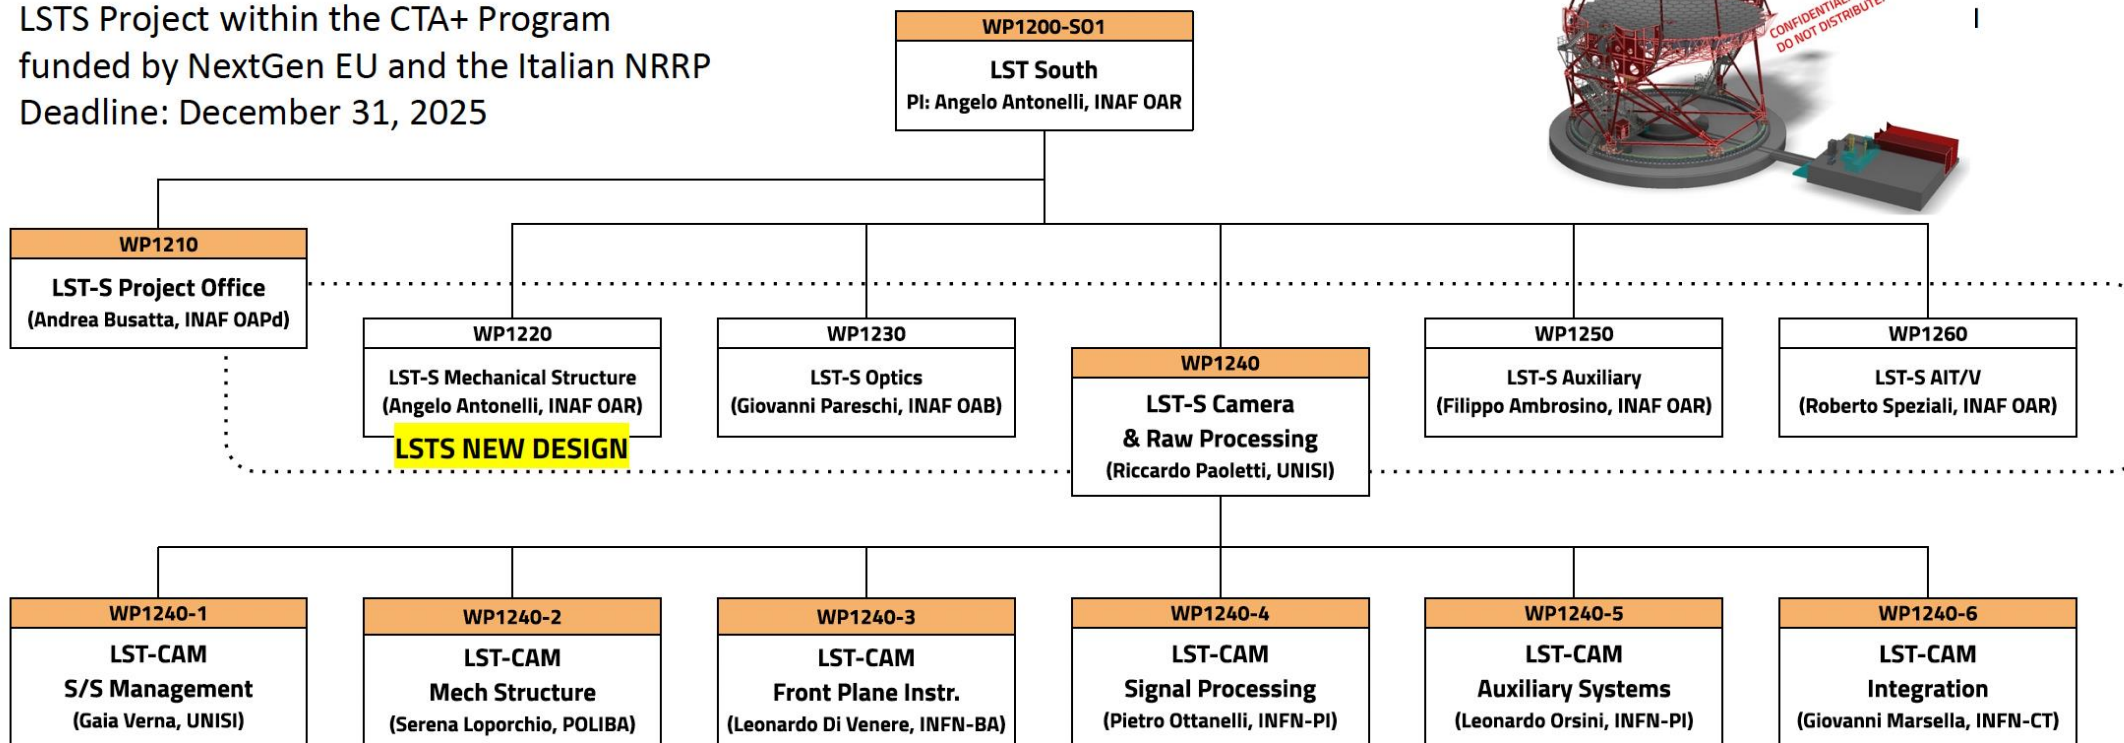 LSTS Project within the CTA+ Program
funded by NextGen EU and the Italian NRRP
Deadline: December 31, 2025
WP1200-SO1
LST South
PI: Angelo Antonelli, INAF OAR
CONFIDENTIAL
DO NOT DISTRIBUTE
WP1210
LST-S Project Office
(Andrea Busatta, INAF OAPd)
WP1220
LST-S Mechanical Structure
(Angelo Antonelli, INAF OAR)
LSTS NEW DESIGN
WP1230
LST-S Optics
(Giovanni Pareschi, INAF OAB)
WP1240
LST-S Camera
& Raw Processing
(Riccardo Paoletti, UNISI)
WP1250
LST-S Auxiliary
(Filippo Ambrosino, INAF OAR)
WP1260
LST-S AIT/V
(Roberto Speziali, INAF OAR)
WP1240-1
LST-CAM
S/S Management
(Gaia Verna, UNISI)
WP1240-2
LST-CAM
Mech Structure
(Serena Loporchio, POLIBA)
WP1240-3
LST-CAM
Front Plane Instr.
(Leonardo Di Venere, INFN-BA)
WP1240-4
LST-CAM
Signal Processing
(Pietro Ottanelli, INFN-PI)
WP1240-5
LST-CAM
Auxiliary Systems
(Leonardo Orsini, INFN-PI)
WP1240-6
LST-CAM
Integration
(Giovanni Marsella, INFN-CT)